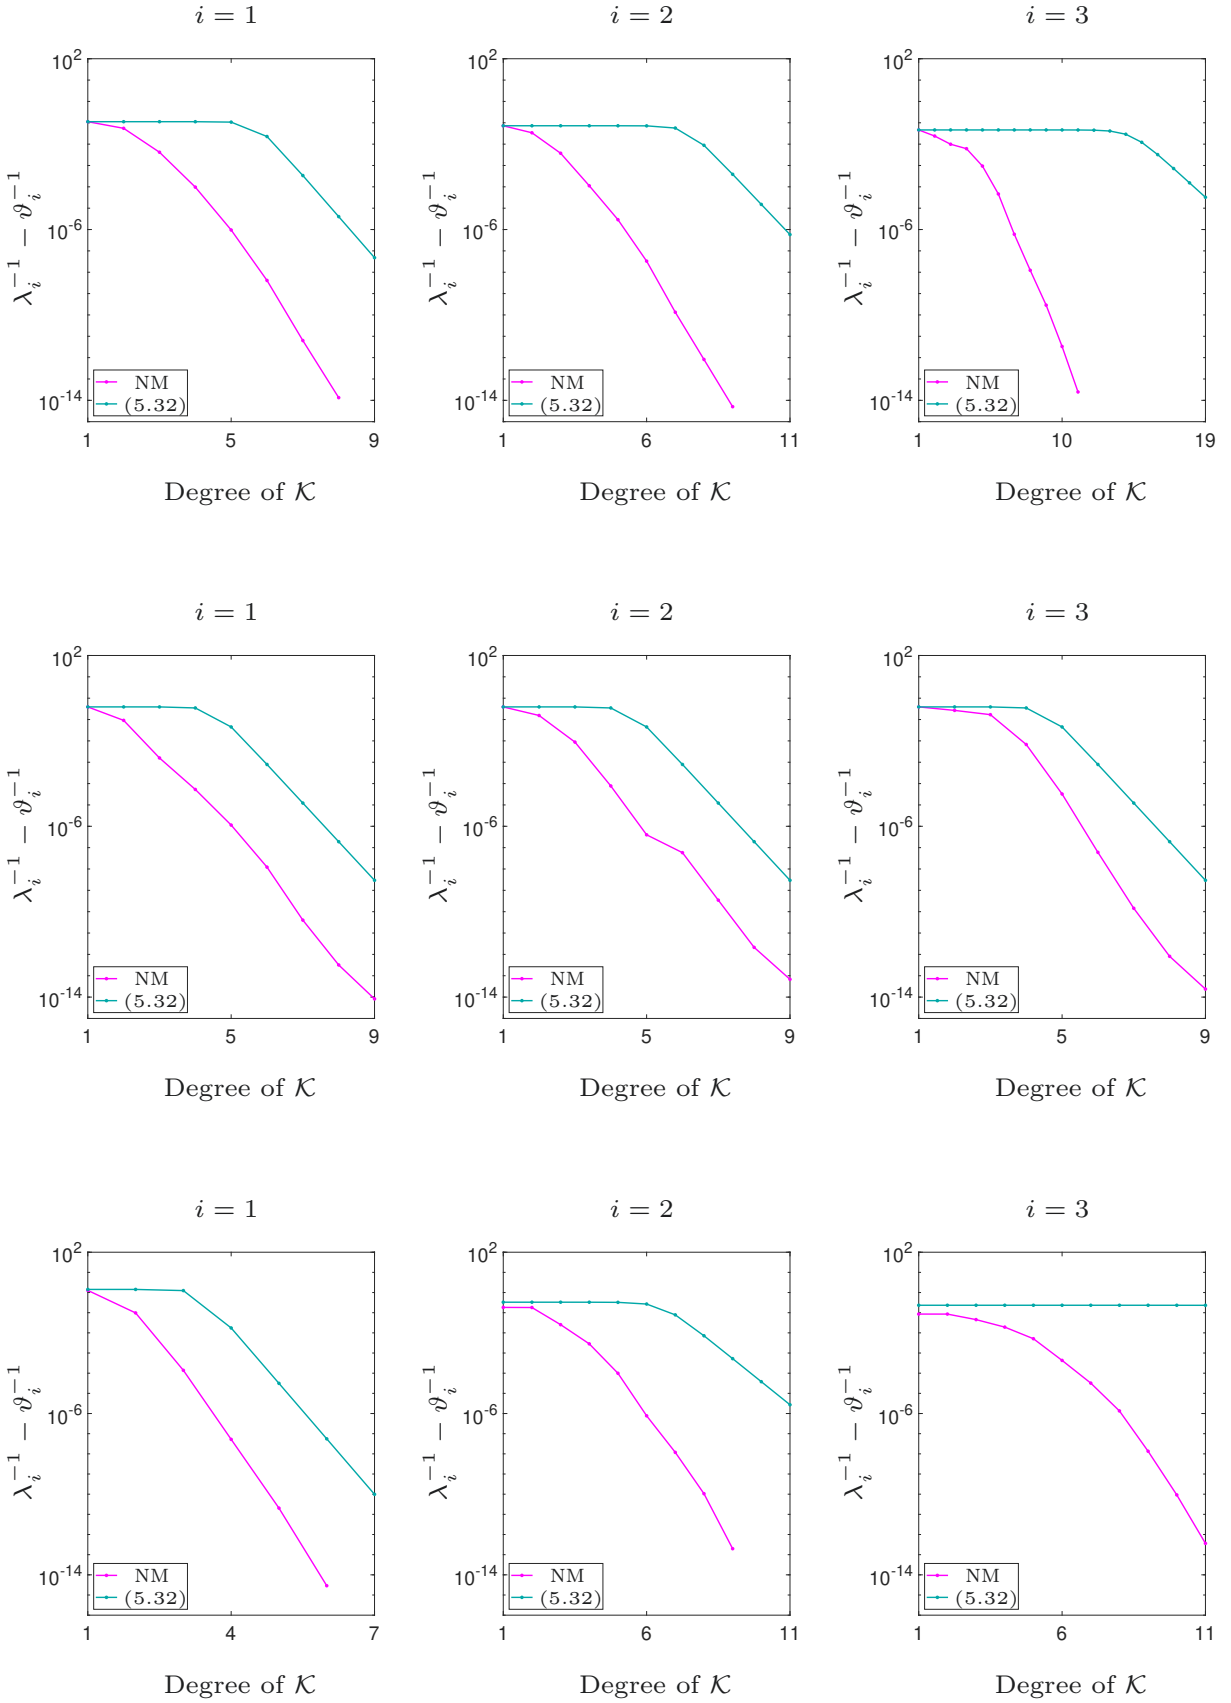 i = 1
i = 2
i = 3
10^2
10^-6
10^-14
λ_i^-1 − ϑ_i^-1
NM
(5.32)
1 5 9
Degree of 𝒦
10^2
10^-6
10^-14
λ_i^-1 − ϑ_i^-1
NM
(5.32)
1 6 11
Degree of 𝒦
10^2
10^-6
10^-14
λ_i^-1 − ϑ_i^-1
NM
(5.32)
1 10 19
Degree of 𝒦
i = 1
i = 2
i = 3
10^2
10^-6
10^-14
λ_i^-1 − ϑ_i^-1
NM
(5.32)
1 5 9
Degree of 𝒦
10^2
10^-6
10^-14
λ_i^-1 − ϑ_i^-1
NM
(5.32)
1 5 9
Degree of 𝒦
10^2
10^-6
10^-14
λ_i^-1 − ϑ_i^-1
NM
(5.32)
1 5 9
Degree of 𝒦
i = 1
i = 2
i = 3
10^2
10^-6
10^-14
λ_i^-1 − ϑ_i^-1
NM
(5.32)
1 4 7
Degree of 𝒦
10^2
10^-6
10^-14
λ_i^-1 − ϑ_i^-1
NM
(5.32)
1 6 11
Degree of 𝒦
10^2
10^-6
10^-14
λ_i^-1 − ϑ_i^-1
NM
(5.32)
1 6 11
Degree of 𝒦